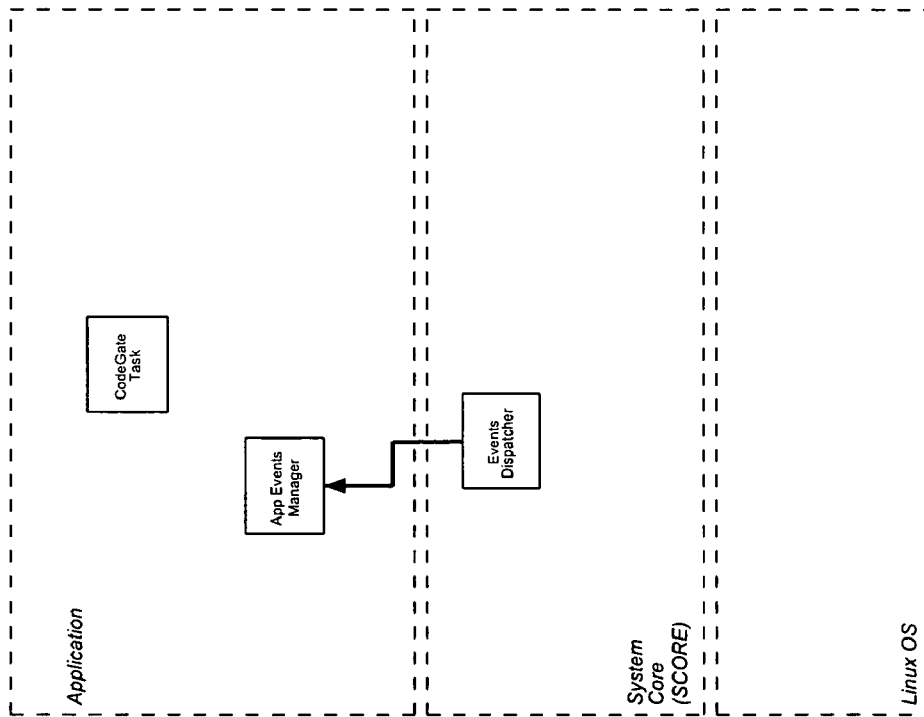 Application
CodeGate
Task
App Events
Manager
Events
Dispatcher
System
Core
(SCORE)
Linux OS